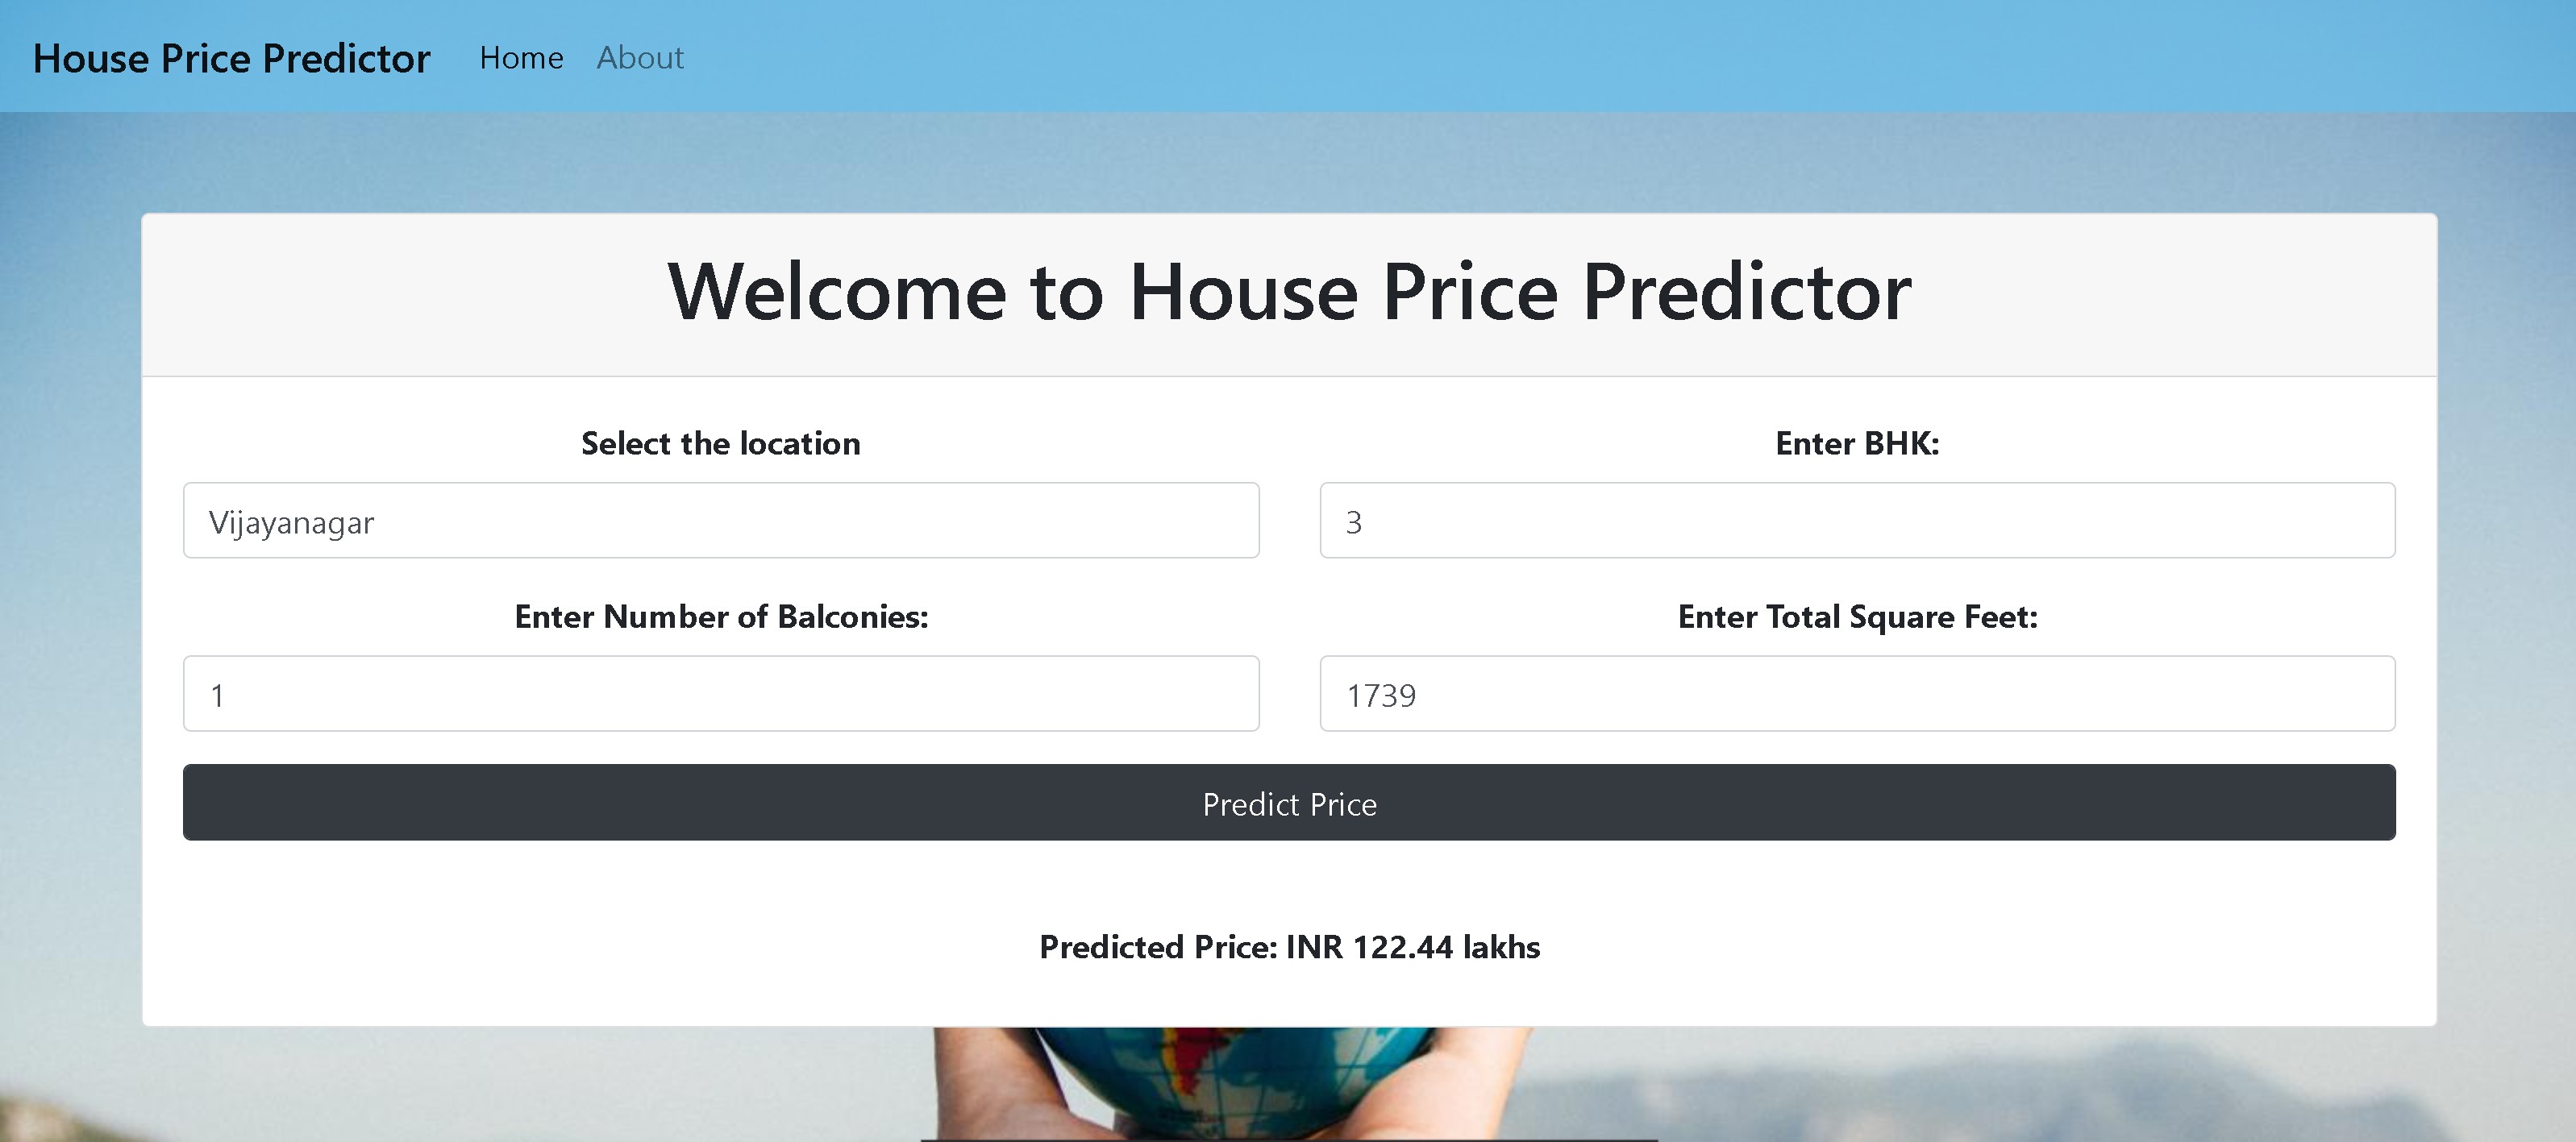 House Price Predictor Home About
Welcome to House Price Predictor
Select the location
Enter BHK:
Vijayanagar
3
Enter Number of Balconies:
Enter Total Square Feet:
1
1739
Predict Price
Predicted Price: INR 122.44 lakhs